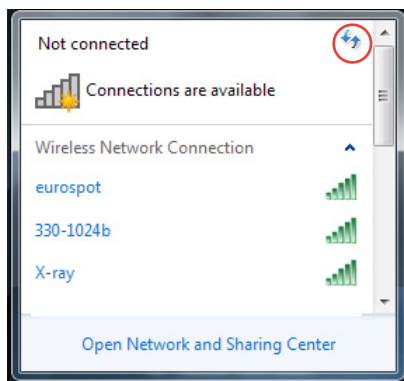 Not connected
Connections are available
Wireless Network Connection
eurospot
330-1024b
X-ray
Open Network and Sharing Center